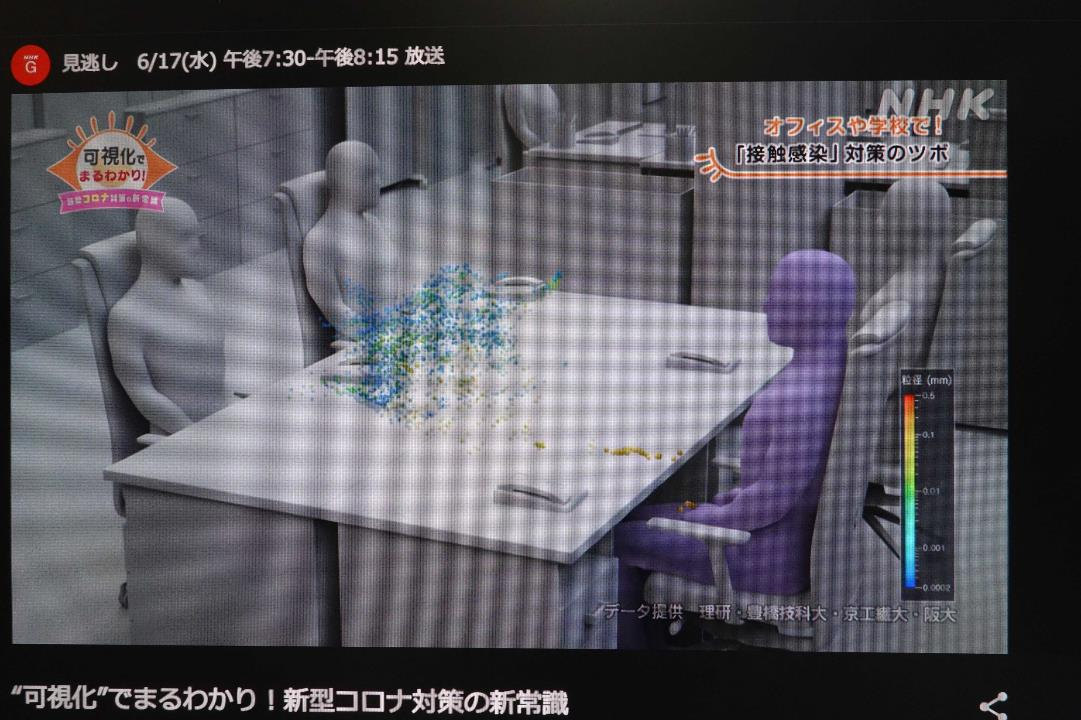 NHK
G
見逃し 6/17(水) 午後7:30-午後8:15 放送
NHK
可視化で
まるわかり!
新型コロナ対策の新常識
オフィスや学校で!
「接触感染」対策のツボ
粒径 (mm)
0.5
0.1
0.01
0.001
0.0002
データ提供 理研・豊橋技科大・京工繊大・阪大
“可視化”でまるわかり!新型コロナ対策の新常識